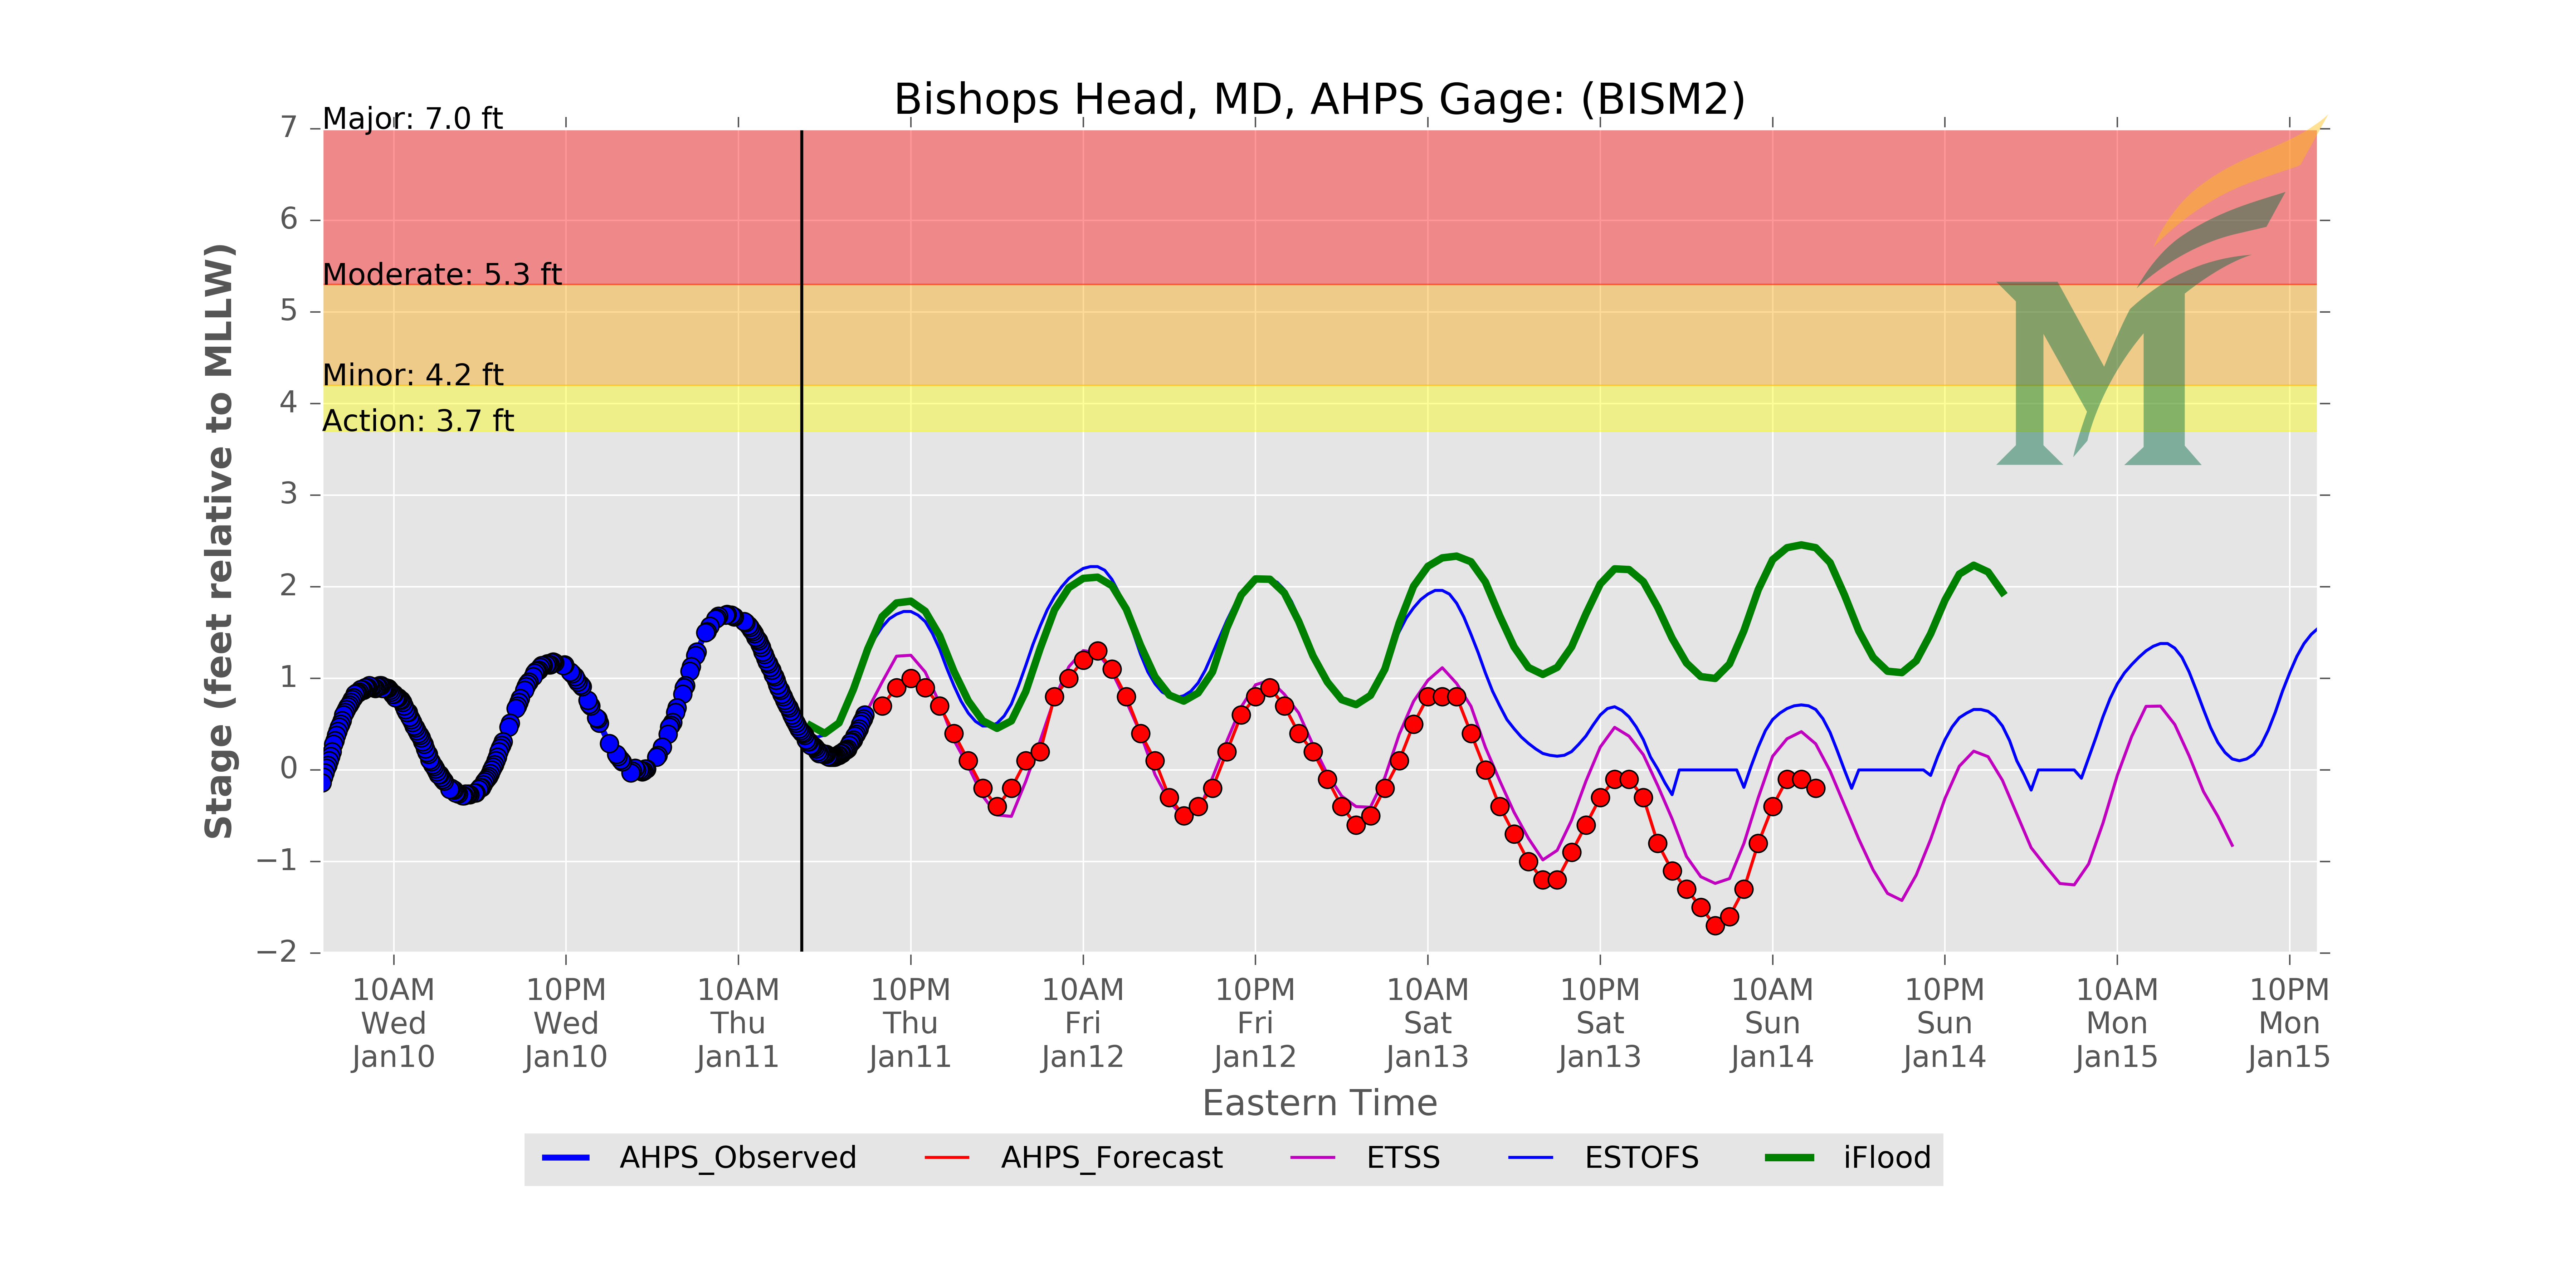 Bishops Head, MD, AHPS Gage: (BISM2)
Major: 7.0 ft
Moderate: 5.3 ft
Minor: 4.2 ft
Action: 3.7 ft
Stage (feet relative to MLLW)
7
6
5
4
3
2
1
0
−1
−2
10AM
Wed
Jan10
10PM
Wed
Jan10
10AM
Thu
Jan11
10PM
Thu
Jan11
10AM
Fri
Jan12
10PM
Fri
Jan12
10AM
Sat
Jan13
10PM
Sat
Jan13
10AM
Sun
Jan14
10PM
Sun
Jan14
10AM
Mon
Jan15
10PM
Mon
Jan15
Eastern Time
AHPS_Observed
AHPS_Forecast
ETSS
ESTOFS
iFlood
M